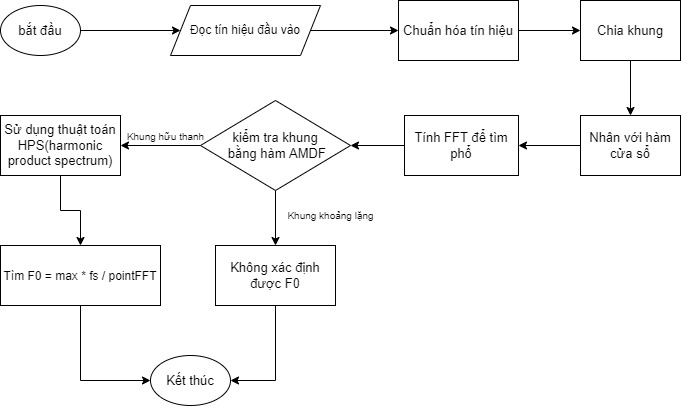 bắt đầu
Đọc tín hiệu đầu vào
Chuẩn hóa tín hiệu
Chia khung
Nhân với hàm
cửa sổ
Tính FFT để tìm
phổ
kiểm tra khung
bằng hàm AMDF
Khung hữu thanh
Sử dụng thuật toán
HPS(harmonic
product spectrum)
Khung khoảng lặng
Tìm F0 = max * fs / pointFFT
Không xác định
được F0
Kết thúc